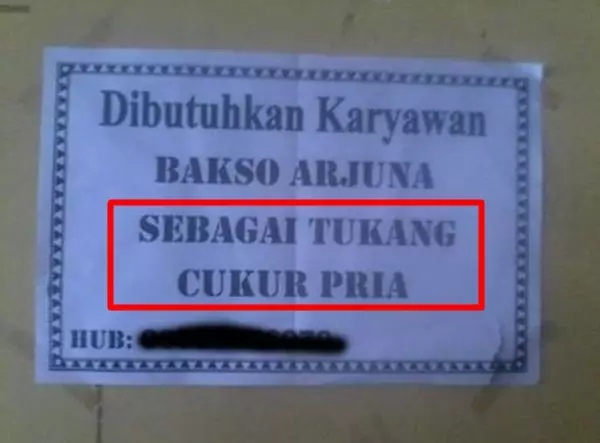 Dibutuhkan Karyawan
BAKSO ARJUNA
SEBAGAI TUKANG
CUKUR PRIA
HUB: